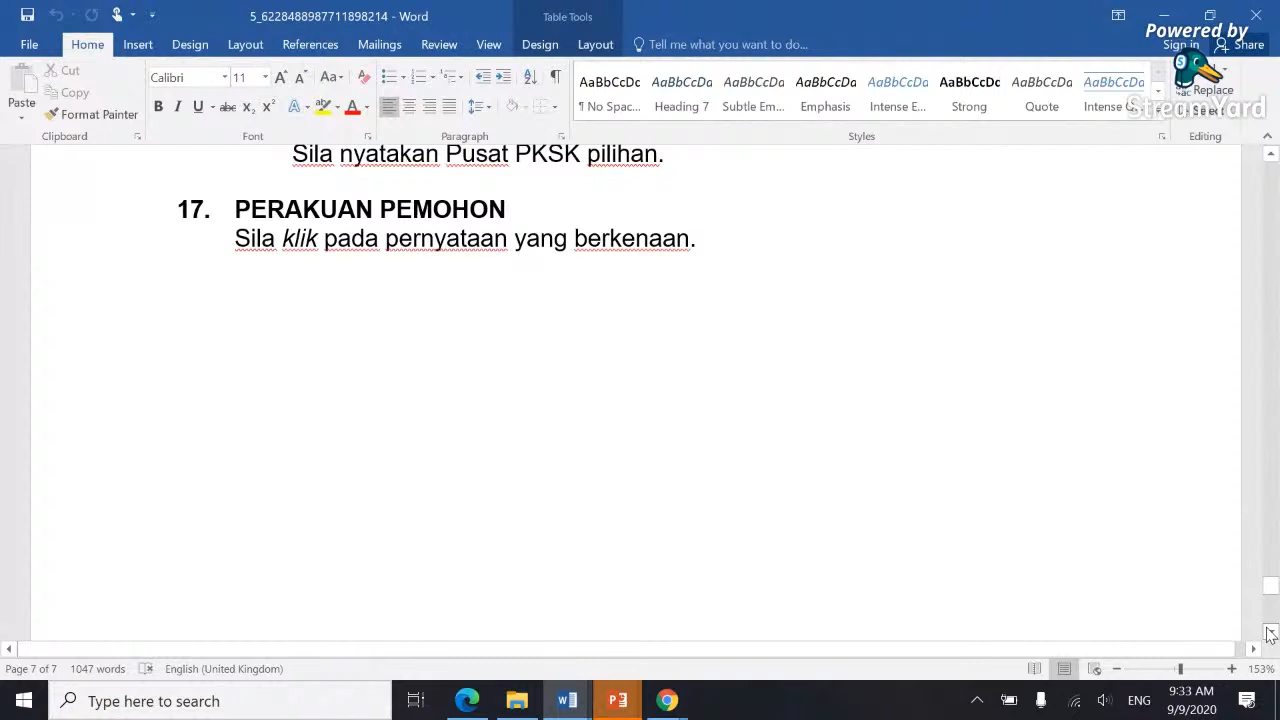 5_6228488987711898214 - Word
Table Tools
Powered by
File Home Insert Design Layout References Mailings Review View Design Layout Tell me what you want to do... Sign in Share
Paste
Cut
Copy
Format Painter
Clipboard
Calibri 11
Font
Paragraph
AaBbCcDc AaBbCcDa AaBbCcDa AaBbCcDa AaBbCcDa AaBbCcDc AaBbCcDa AaBbCcDa
¶ No Spac... Heading 7 Subtle Em... Emphasis Intense E... Strong Quote Intense
Styles
Replace
Select
Editing
StreamYard
Sila nyatakan Pusat PKSK pilihan.
17. PERAKUAN PEMOHON
Sila klik pada pernyataan yang berkenaan.
Page 7 of 7 1047 words English (United Kingdom) 153%
Type here to search
ENG
9:33 AM
9/9/2020